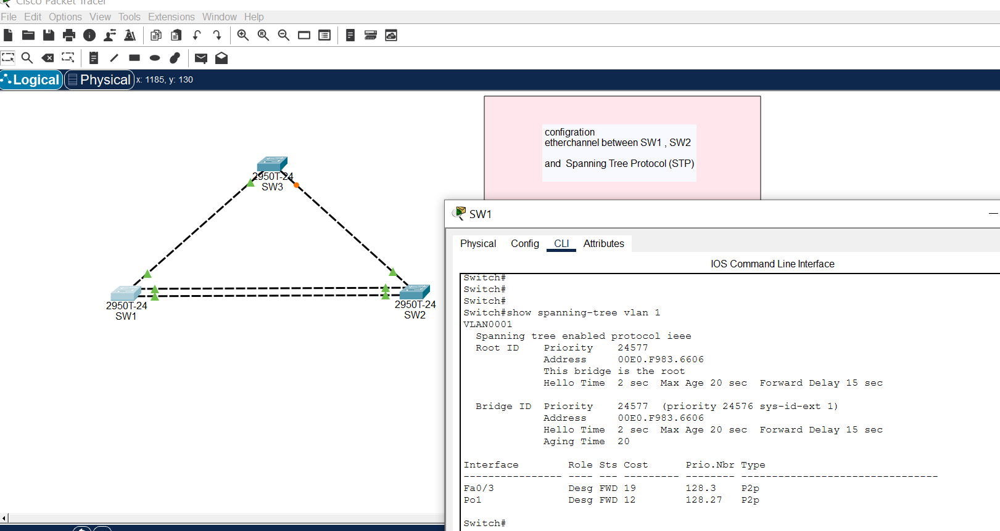 Cisco Packet Tracer
File Edit Options View Tools Extensions Window Help
Logical Physical x: 1185, y: 130
configration
etherchannel between SW1 , SW2
and Spanning Tree Protocol (STP)
2950T-24
SW3
2950T-24
SW1
2950T-24
SW2
SW1
Physical Config CLI Attributes
IOS Command Line Interface
Switch#
Switch#
Switch#
Switch#show spanning-tree vlan 1
VLAN0001
Spanning tree enabled protocol ieee
Root ID Priority 24577
Address 00E0.F983.6606
This bridge is the root
Hello Time 2 sec Max Age 20 sec Forward Delay 15 sec
Bridge ID Priority 24577 (priority 24576 sys-id-ext 1)
Address 00E0.F983.6606
Hello Time 2 sec Max Age 20 sec Forward Delay 15 sec
Aging Time 20
Interface Role Sts Cost Prio.Nbr Type
---------------- ---- --- --------- -------- --------------------------------
Fa0/3 Desg FWD 19 128.3 P2p
Po1 Desg FWD 12 128.27 P2p
Switch#